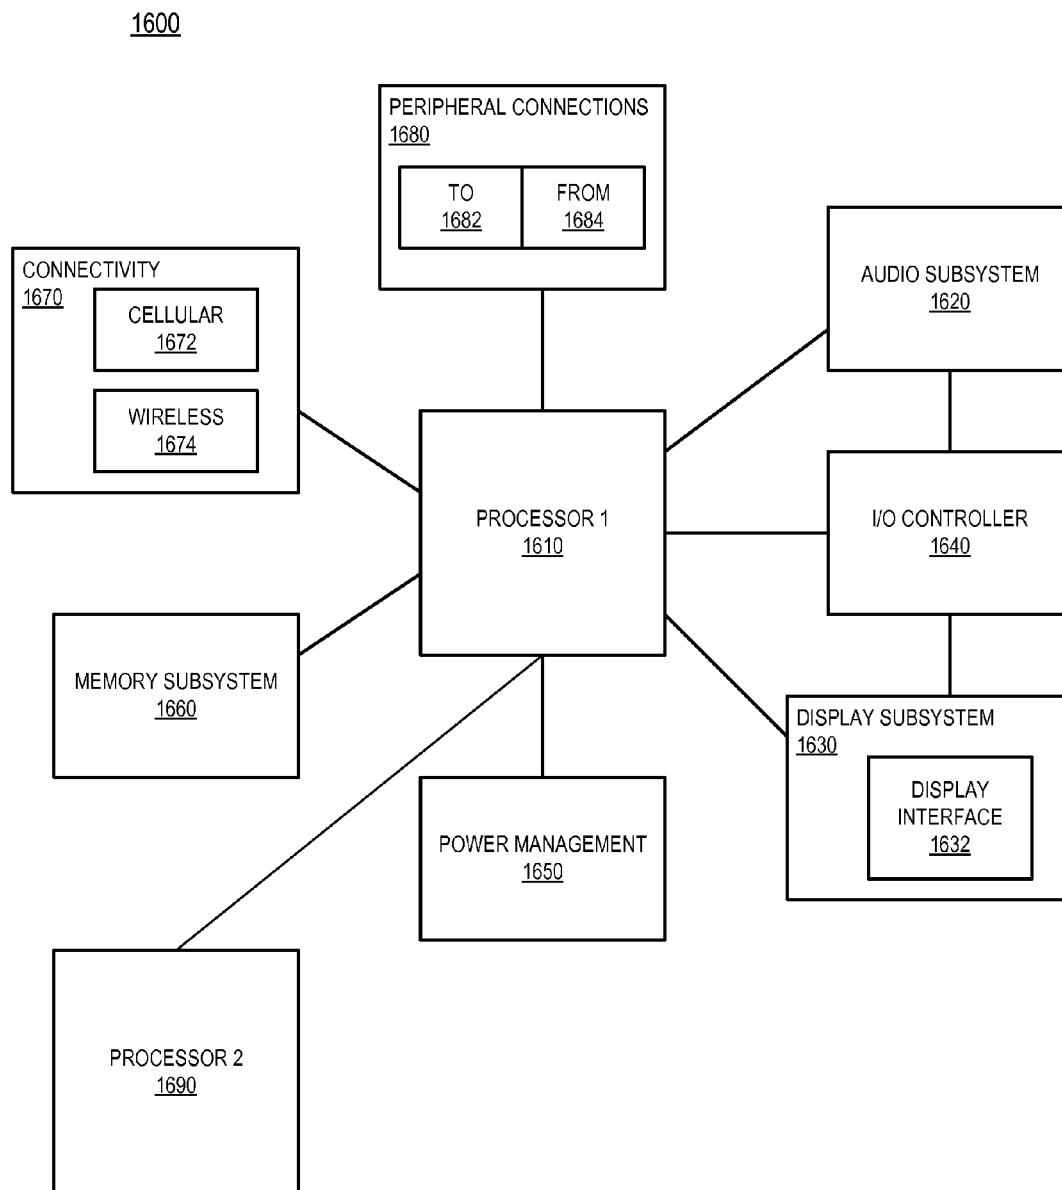 1600
PERIPHERAL CONNECTIONS
1680
TO
1682
FROM
1684
CONNECTIVITY
1670
CELLULAR
1672
WIRELESS
1674
AUDIO SUBSYSTEM
1620
PROCESSOR 1
1610
I/O CONTROLLER
1640
MEMORY SUBSYSTEM
1660
DISPLAY SUBSYSTEM
1630
DISPLAY
INTERFACE
1632
POWER MANAGEMENT
1650
PROCESSOR 2
1690